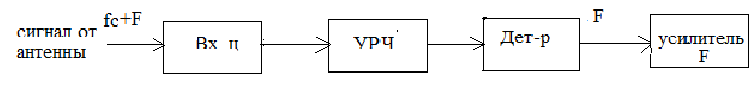 сигнал от
антенны
fc+F
Вх ц
УРЧ
Дет-р
F
усилитель
F